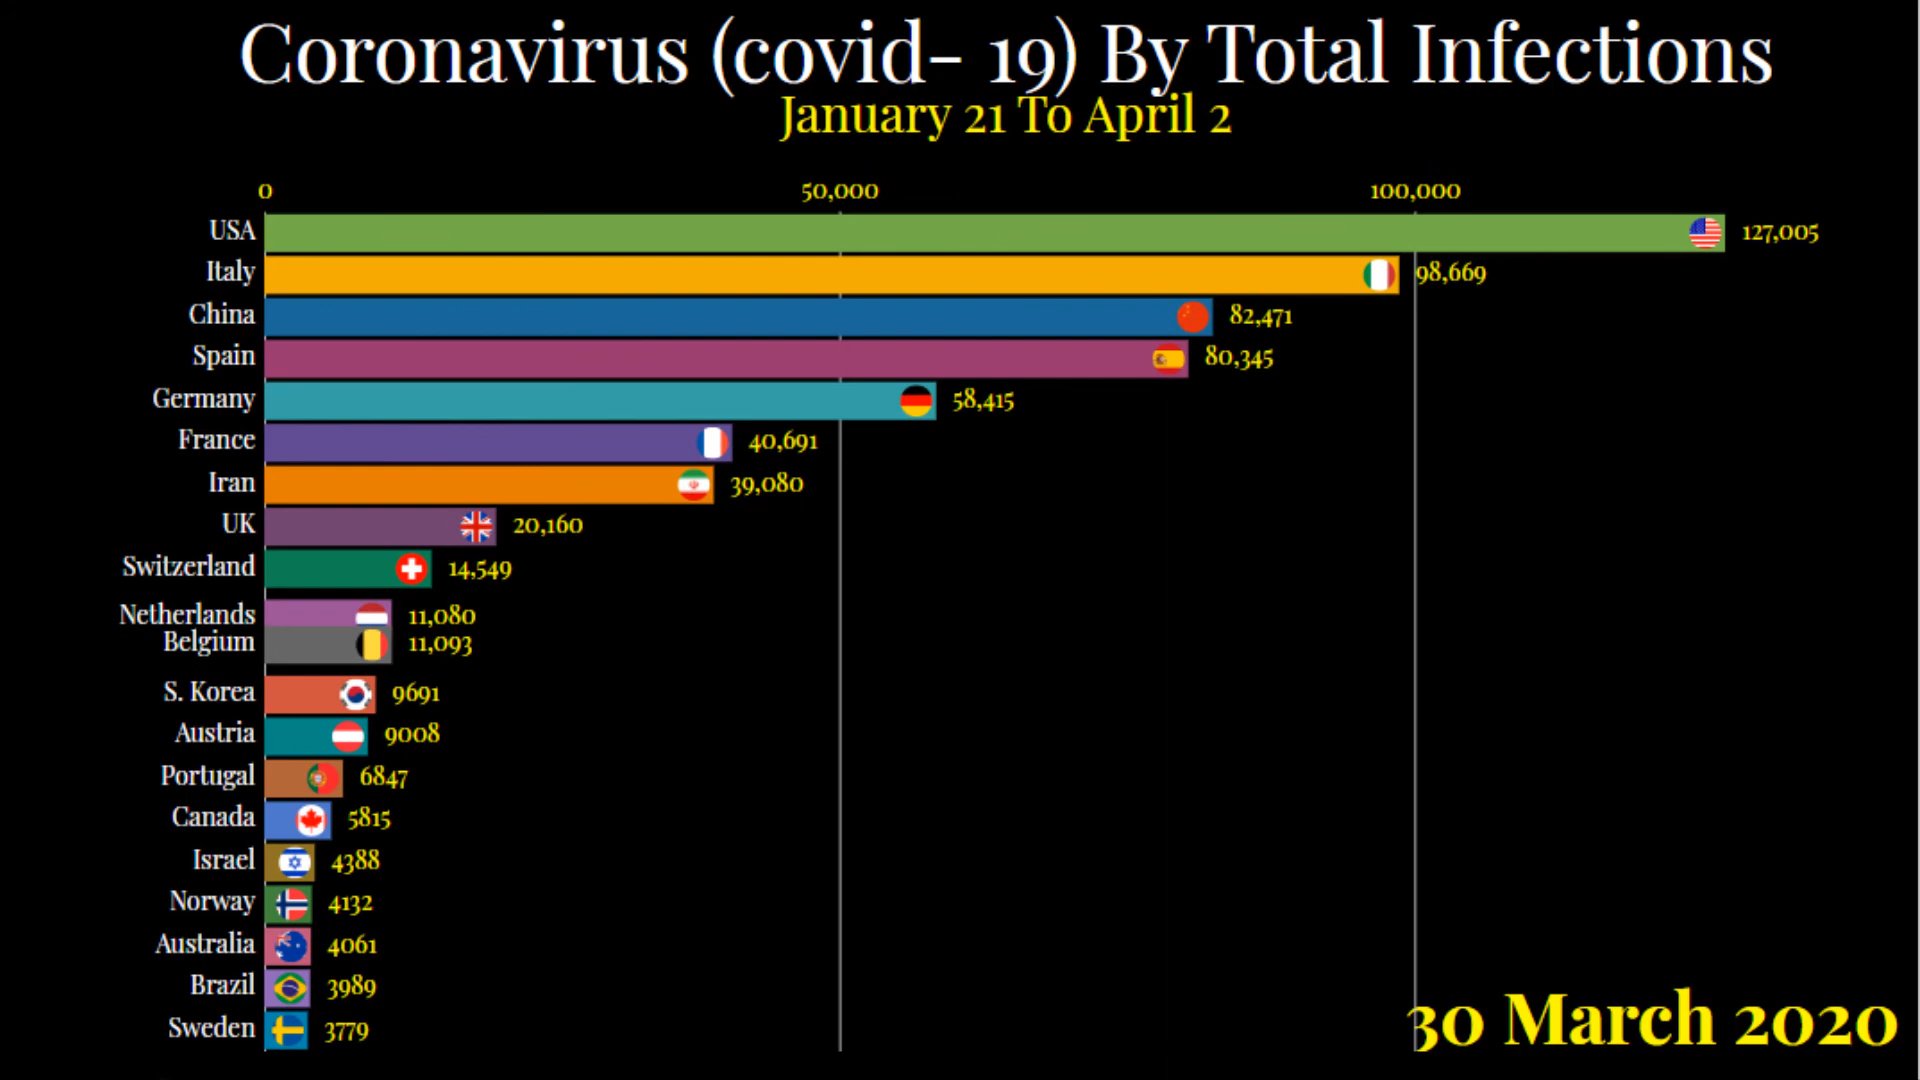 Coronavirus (covid- 19) By Total Infections
January 21 To April 2
0 50,000 100,000
USA 127,005
Italy 98,669
China 82,471
Spain 80,345
Germany 58,415
France 40,691
Iran 39,080
UK 20,160
Switzerland 14,549
Netherlands 11,080
Belgium 11,093
S. Korea 9691
Austria 9008
Portugal 6847
Canada 5815
Israel 4388
Norway 4132
Australia 4061
Brazil 3989
Sweden 3779
30 March 2020